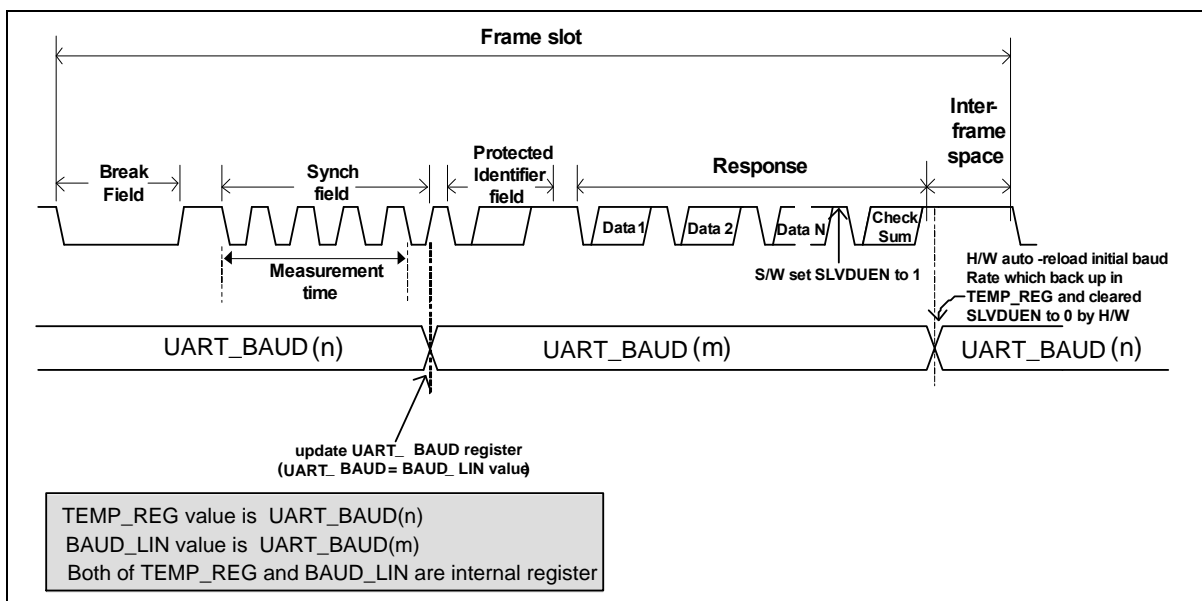 Frame slot
Inter-
frame
space
Break
Field
Synch
field
Protected
Identifier
field
Response
Data 1
Data 2
Data N
Check
Sum
Measurement
time
S/W set SLVDUEN to 1
H/W auto -reload initial baud
Rate which back up in
TEMP_REG and cleared
SLVDUEN to 0 by H/W
UART_BAUD (n)
UART_BAUD (m)
UART_BAUD (n)
update UART_ BAUD register
(UART_ BAUD = BAUD_ LIN value)
TEMP_REG value is UART_BAUD(n)
BAUD_LIN value is UART_BAUD(m)
Both of TEMP_REG and BAUD_LIN are internal register